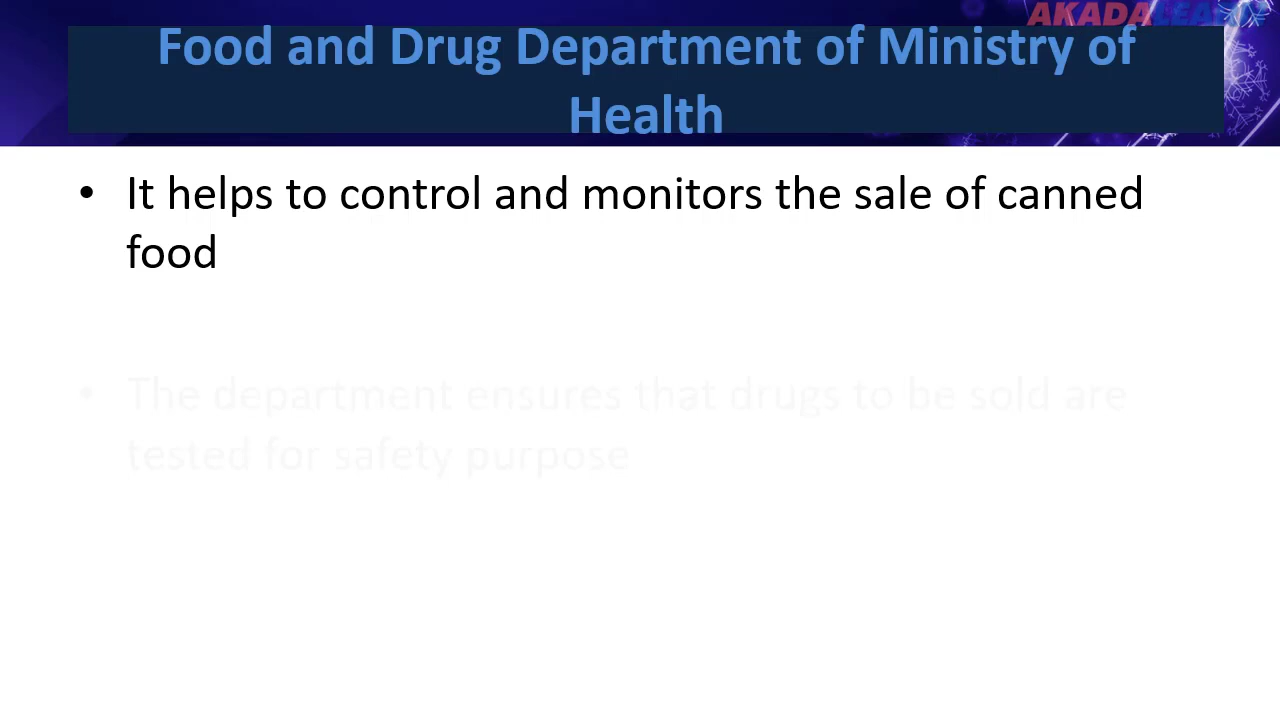 AKADALEARN
Food and Drug Department of Ministry of
Health
• It helps to control and monitors the sale of canned
food
• The department ensures that drugs to be sold are
tested for safety purpose